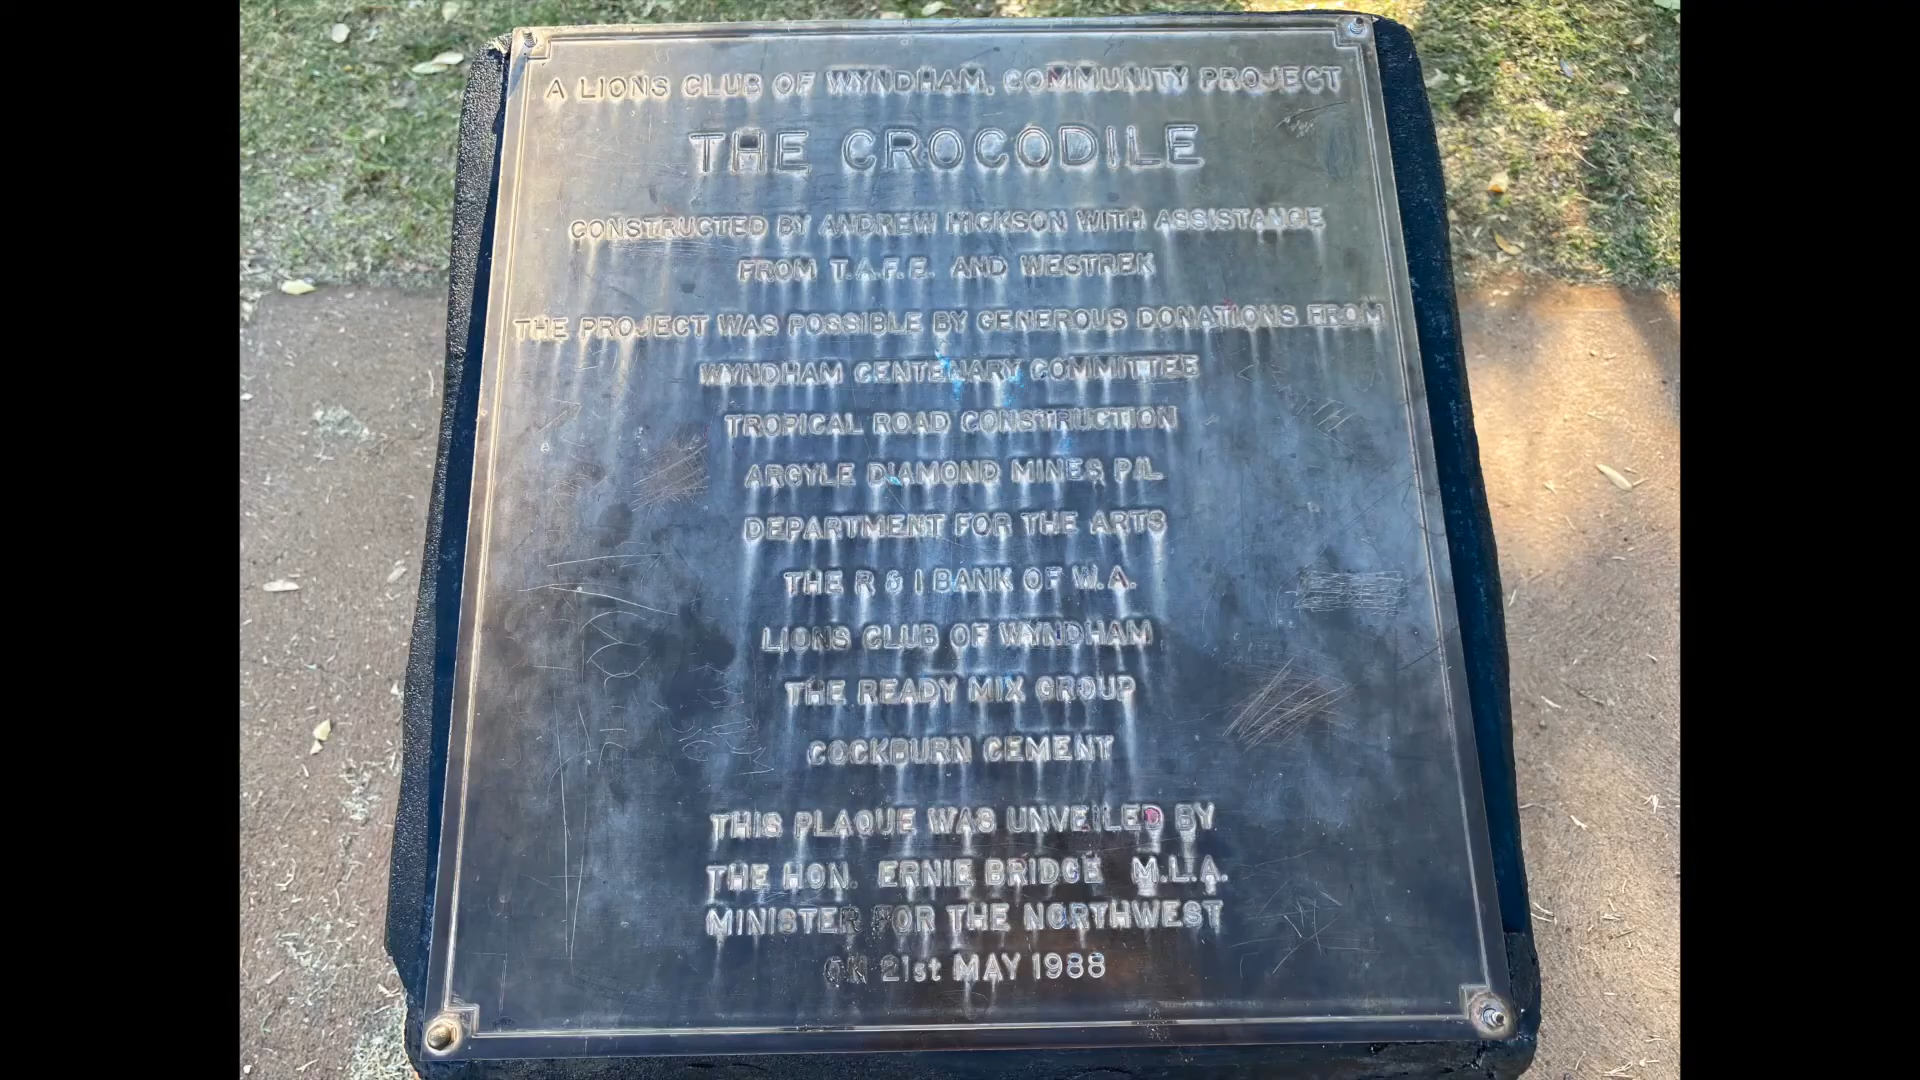 A LIONS CLUB OF WYNDHAM, COMMUNITY PROJECT
THE CROCODILE
CONSTRUCTED BY ANDREW HICKSON WITH ASSISTANCE
FROM T.A.F.E. AND WESTREK
THE PROJECT WAS POSSIBLE BY GENEROUS DONATIONS FROM
WYNDHAM CENTENARY COMMITTEE
TROPICAL ROAD CONSTRUCTION
ARGYLE DIAMOND MINES P/L
DEPARTMENT FOR THE ARTS
THE R & I BANK OF W.A.
LIONS CLUB OF WYNDHAM
THE READY MIX GROUP
COCKBURN CEMENT
THIS PLAQUE WAS UNVEILED BY
THE HON. ERNIE BRIDGE M.L.A.
MINISTER FOR THE NORTHWEST
ON 21st MAY 1988